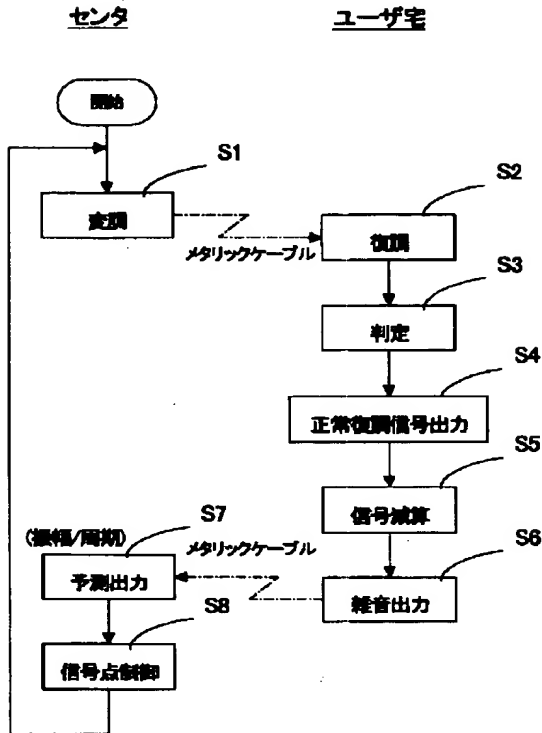 センタ
ユーザ宅
開始
S1
変調
S2
復調
メタリックケーブル
S3
判定
S4
正常復調信号出力
S5
信号減算
S6
雑音出力
メタリックケーブル
S7
(振幅/周期)
予測出力
S8
信号点制御